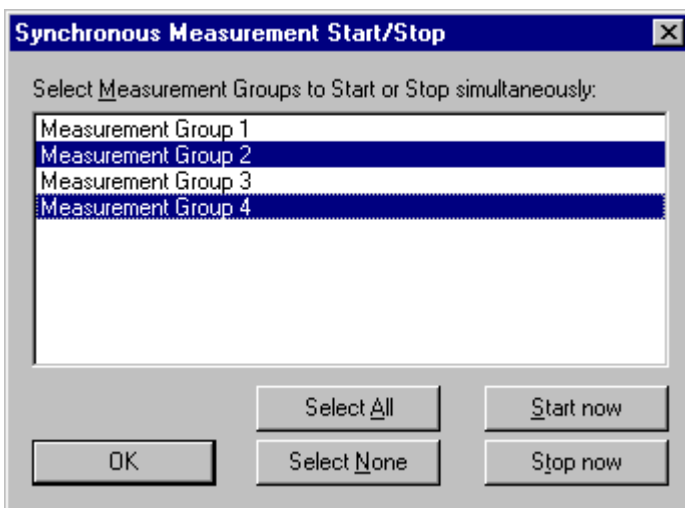 Synchronous Measurement Start/Stop
Select Measurement Groups to Start or Stop simultaneously:
Measurement Group 1
Measurement Group 2
Measurement Group 3
Measurement Group 4
Select All
Start now
OK
Select None
Stop now